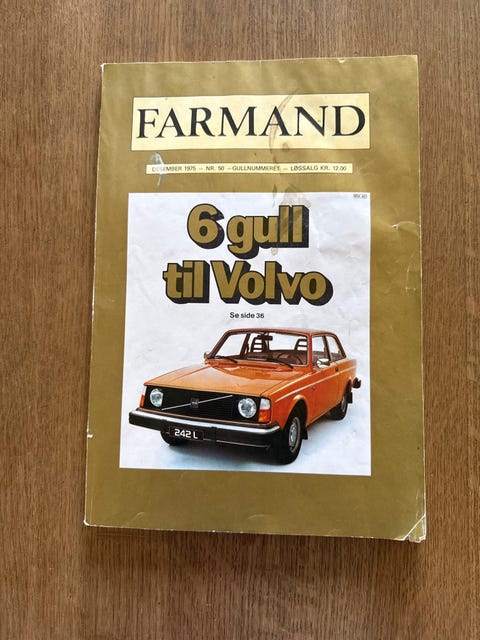 FARMAND
DESEMBER 1975 — NR. 50 — GULLNUMMERET — LØSSALG KR. 12.00
6 gull
til Volvo
Se side 36
242 L